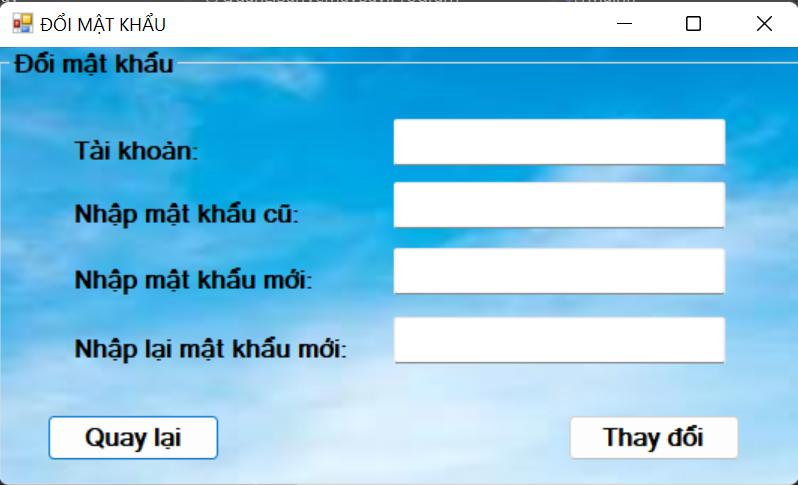 ĐỔI MẬT KHẨU
Đổi mật khẩu
Tài khoản:
Nhập mật khẩu cũ:
Nhập mật khẩu mới:
Nhập lại mật khẩu mới:
Quay lại
Thay đổi